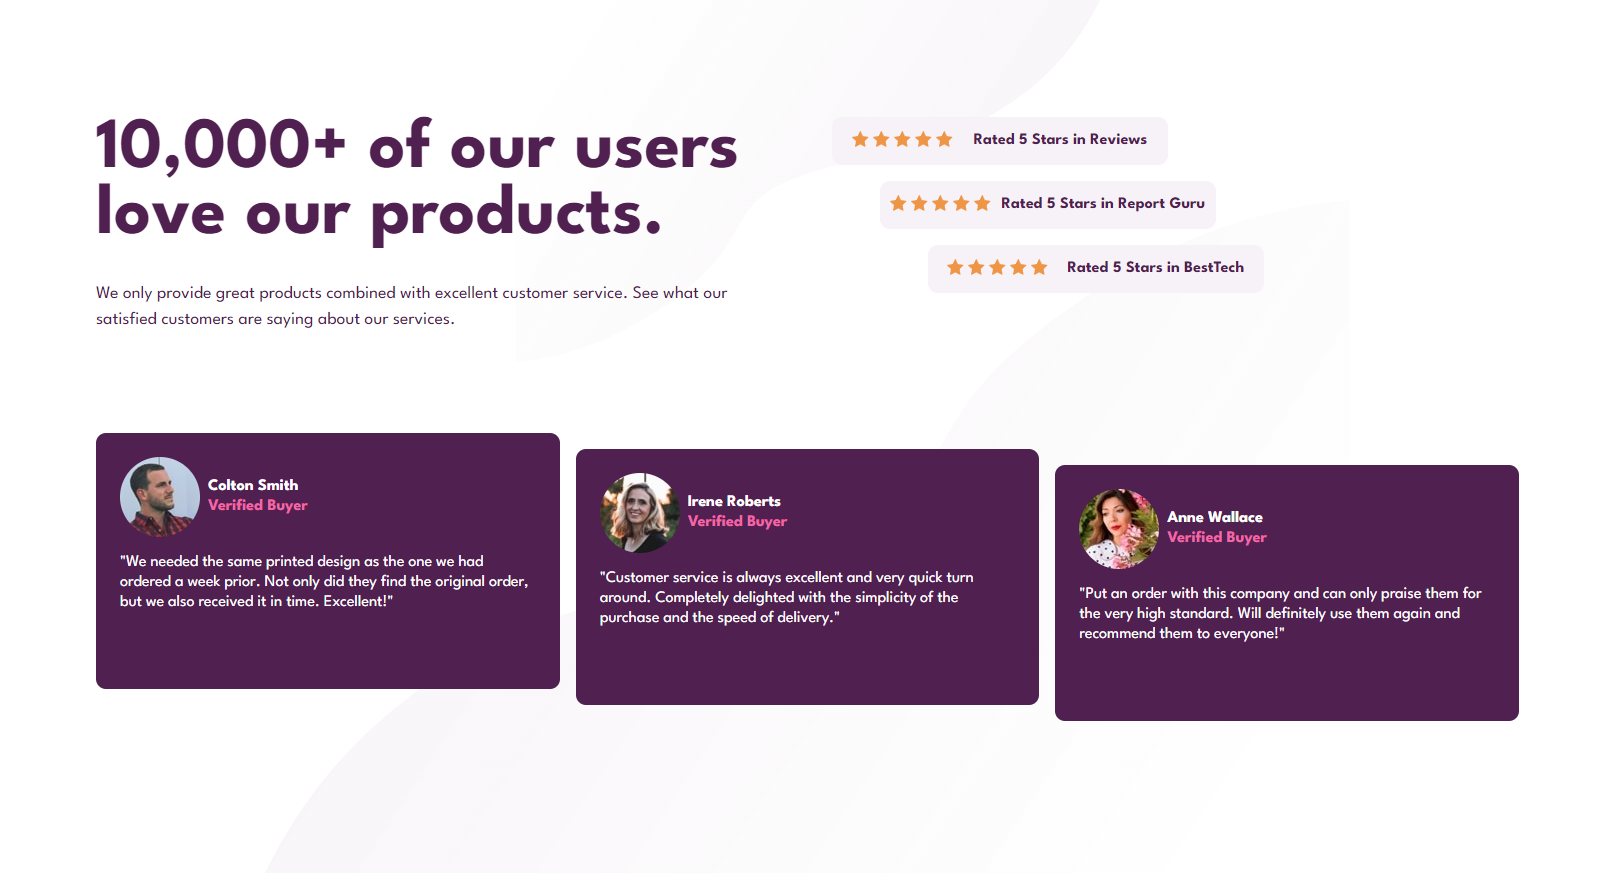 10,000+ of our users
love our products.
We only provide great products combined with excellent customer service. See what our
satisfied customers are saying about our services.
Rated 5 Stars in Reviews
Rated 5 Stars in Report Guru
Rated 5 Stars in BestTech
Colton Smith
Verified Buyer
"We needed the same printed design as the one we had
ordered a week prior. Not only did they find the original order,
but we also received it in time. Excellent!"
Irene Roberts
Verified Buyer
"Customer service is always excellent and very quick turn
around. Completely delighted with the simplicity of the
purchase and the speed of delivery."
Anne Wallace
Verified Buyer
"Put an order with this company and can only praise them for
the very high standard. Will definitely use them again and
recommend them to everyone!"